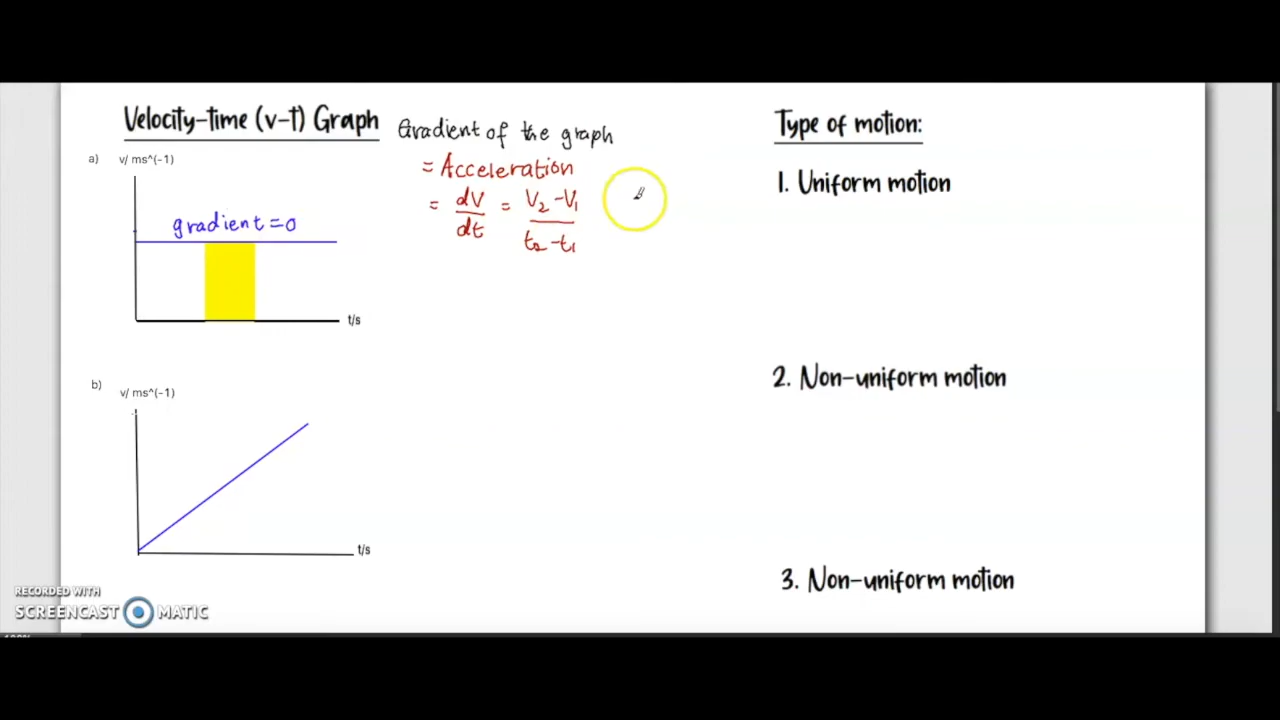 Velocity-time (v-t) Graph
Gradient of the graph
= Acceleration
= dV/dt = V2-V1/t2-t1
a) v/ ms^(-1)
gradient=0
t/s
b) v/ ms^(-1)
t/s
Type of motion:
1. Uniform motion
2. Non-uniform motion
3. Non-uniform motion
RECORDED WITH
SCREENCAST MATIC